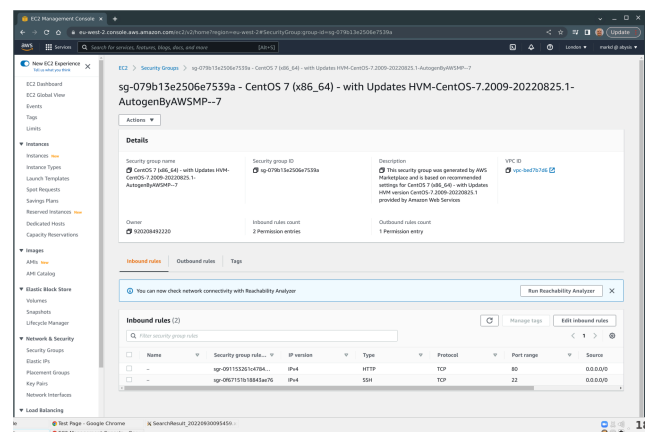 EC2 Management Console
eu-west-2.console.aws.amazon.com/ec2/v2/home?region=eu-west-2#SecurityGroup:group-id=sg-079b13e2506e7539a
Update
aws
Services
Search for services, features, blogs, docs, and more
[Alt+S]
London
New EC2 Experience
Tell us what you think
EC2 Dashboard
EC2 Global View
Events
Tags
Limits
Instances
Instances New
Instance Types
Launch Templates
Spot Requests
Savings Plans
Reserved Instances New
Dedicated Hosts
Capacity Reservations
Images
AMIs New
AMI Catalog
Elastic Block Store
Volumes
Snapshots
Lifecycle Manager
Network & Security
Security Groups
Elastic IPs
Placement Groups
Key Pairs
Network Interfaces
Load Balancing
EC2 > Security Groups > sg-079b13e2506e7539a - CentOS 7 (x86_64) - with Updates HVM-CentOS-7.2009-20220825.1-AutogenByAWSMP--7
sg-079b13e2506e7539a - CentOS 7 (x86_64) - with Updates HVM-CentOS-7.2009-20220825.1-
AutogenByAWSMP--7
Actions
Details
Security group name
CentOS 7 (x86_64) - with Updates HVM-
CentOS-7.2009-20220825.1-
AutogenByAWSMP--7
Security group ID
sg-079b13e2506e7539a
Description
This security group was generated by AWS
Marketplace and is based on recommended
settings for CentOS 7 (x86_64) - with Updates
HVM version CentOS-7.2009-20220825.1
provided by Amazon Web Services
VPC ID
vpc-6ed7b7d6
Owner
920208492220
Inbound rules count
2 Permission entries
Outbound rules count
1 Permission entry
Inbound rules
Outbound rules
Tags
You can now check network connectivity with Reachability Analyzer
Run Reachability Analyzer
Inbound rules (2)
Manage tags
Edit inbound rules
Filter security group rules
1
Name Security group rule... IP version Type Protocol Port range Source
– sgr-091153261c4784... IPv4 HTTP TCP 80 0.0.0.0/0
– sgr-0f67151b18843ae76 IPv4 SSH TCP 22 0.0.0.0/0
Test Page - Google Chrome
SearchResult_20220930095459